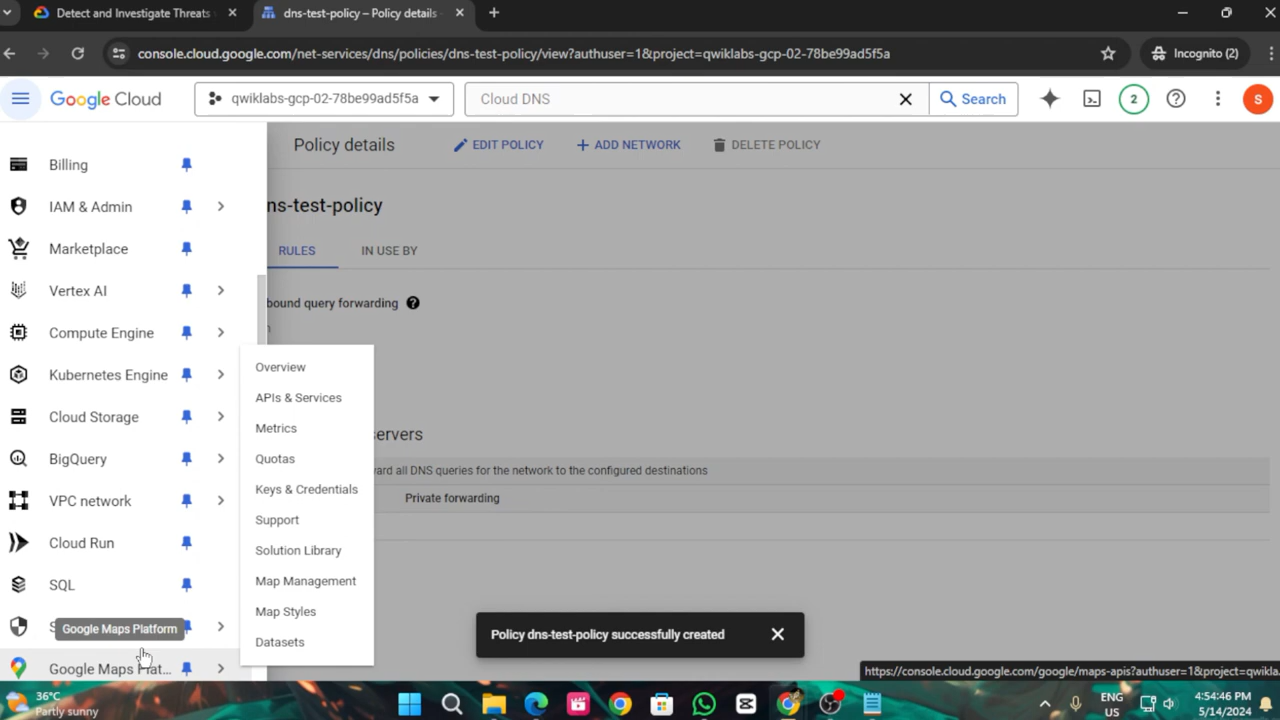 Detect and Investigate Threats
dns-test-policy – Policy details
console.cloud.google.com/net-services/dns/policies/dns-test-policy/view?authuser=1&project=qwiklabs-gcp-02-78be99ad5f5a
Incognito (2)
Google Cloud
qwiklabs-gcp-02-78be99ad5f5a
Cloud DNS
Search
2
S
Policy details
EDIT POLICY
ADD NETWORK
DELETE POLICY
ns-test-policy
RULES
IN USE BY
bound query forwarding
Billing
IAM & Admin
Marketplace
Vertex AI
Compute Engine
Kubernetes Engine
Cloud Storage
BigQuery
VPC network
Cloud Run
SQL
Google Maps Platform
Google Maps Plat...
Overview
APIs & Services
Metrics
Quotas
Keys & Credentials
Support
Solution Library
Map Management
Map Styles
Datasets
ervers
ard all DNS queries for the network to the configured destinations
Private forwarding
Policy dns-test-policy successfully created
https://console.cloud.google.com/google/maps-apis?authuser=1&project=qwikla
36°C
Partly sunny
ENG
US
4:54:46 PM
5/14/2024